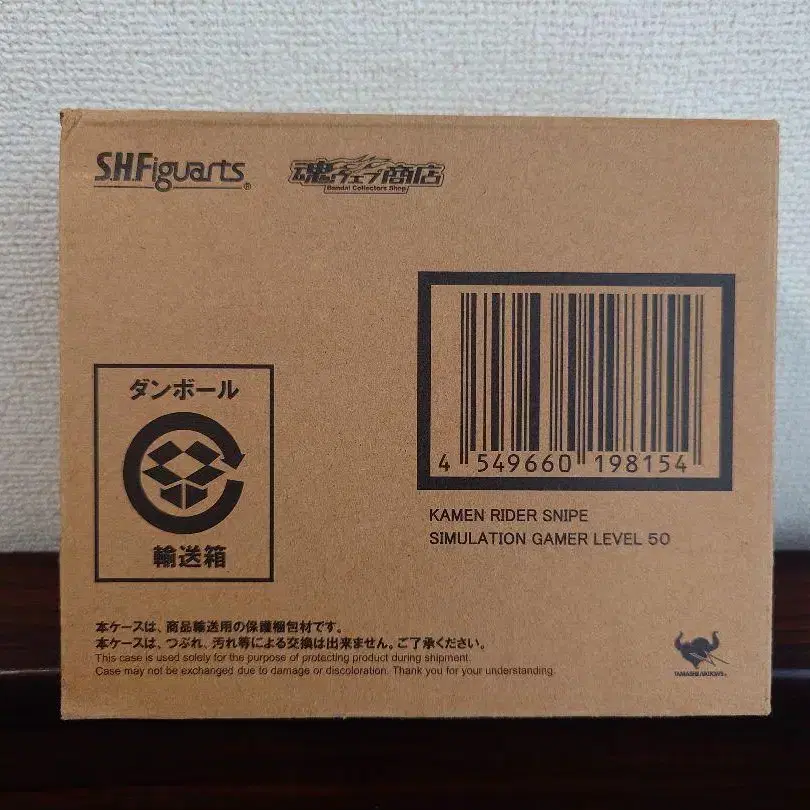 S.H.Figuarts®
魂ウェブ商店
Bandai Collectors Shop
ダンボール
輸送箱
4 549660 198154
KAMEN RIDER SNIPE
SIMULATION GAMER LEVEL 50
本ケースは、商品輸送用の保護梱包材です。
本ケースは、つぶれ、汚れ等による交換は出来ません。ご了承ください。
This case is used solely for the purpose of protecting product during shipment.
Case may not be exchanged due to damage or discoloration. Thank you for your understanding.
TAMASHII NATIONS